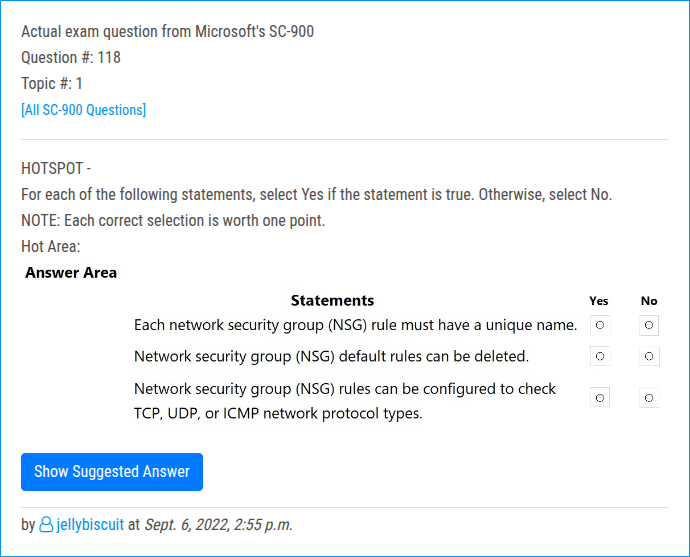 Actual exam question from Microsoft's SC-900
Question #: 118
Topic #: 1
[All SC-900 Questions]
HOTSPOT -
For each of the following statements, select Yes if the statement is true. Otherwise, select No.
NOTE: Each correct selection is worth one point.
Hot Area:
Answer Area
Statements Yes No
Each network security group (NSG) rule must have a unique name.
Network security group (NSG) default rules can be deleted.
Network security group (NSG) rules can be configured to check
TCP, UDP, or ICMP network protocol types.
Show Suggested Answer
by jellybiscuit at Sept. 6, 2022, 2:55 p.m.